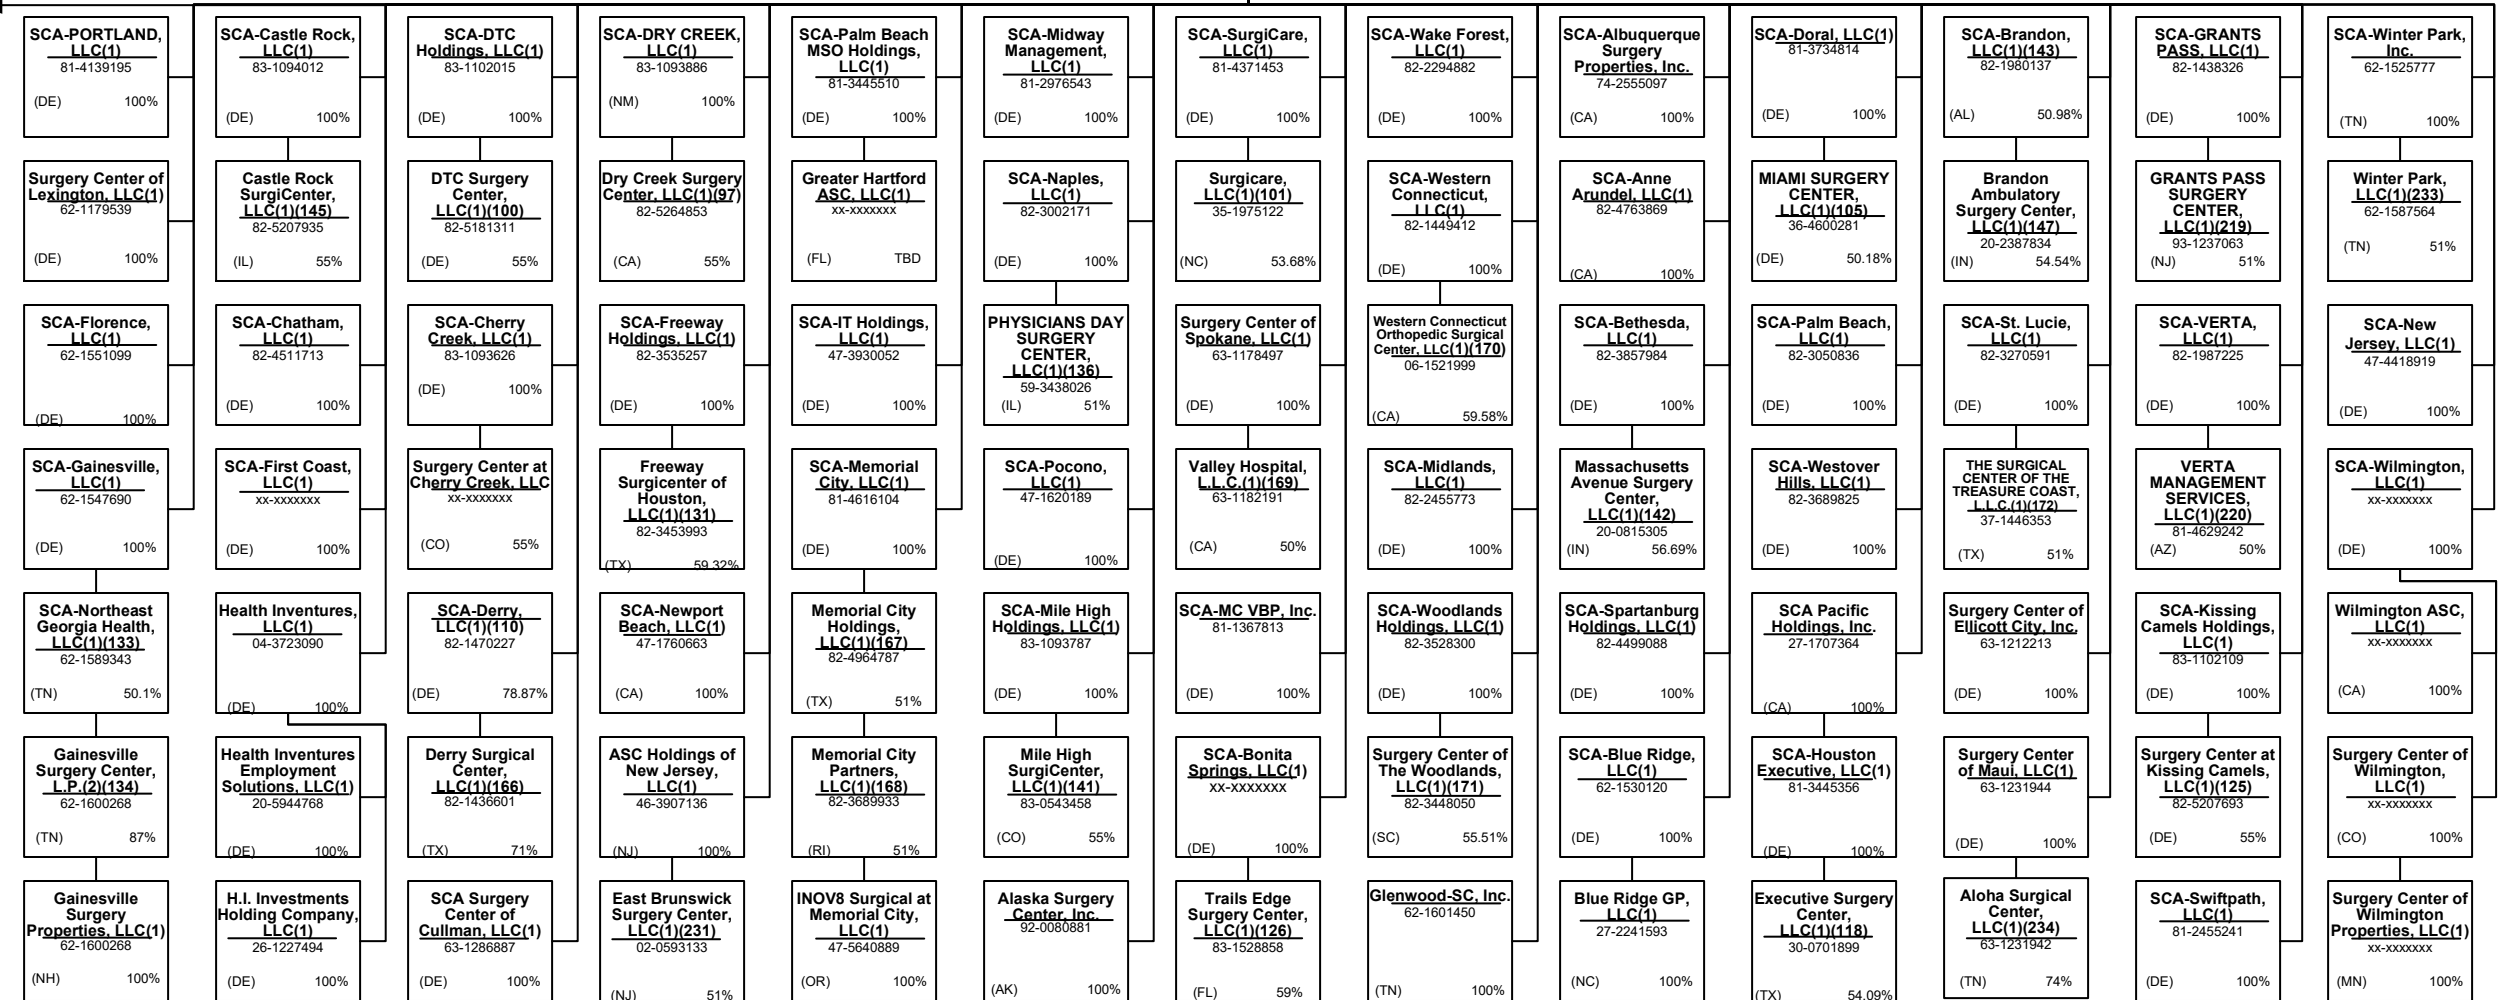 SCA-PORTLAND,
LLC(1)
81-4139195
(DE) 100%
SCA-Castle Rock,
LLC(1)
83-1094012
(DE) 100%
SCA-DTC
Holdings, LLC(1)
83-1102015
(DE) 100%
SCA-DRY CREEK,
LLC(1)
83-1093886
(NM) 100%
SCA-Palm Beach
MSO Holdings,
LLC(1)
81-3445510
(DE) 100%
SCA-Midway
Management,
LLC(1)
81-2976543
(DE) 100%
SCA-SurgiCare,
LLC(1)
81-4371453
(DE) 100%
SCA-Wake Forest,
LLC(1)
82-2294882
(DE) 100%
SCA-Albuquerque
Surgery
Properties, Inc.
74-2555097
(CA) 100%
SCA-Doral, LLC(1)
81-3734814
(DE) 100%
SCA-Brandon,
LLC(1)(143)
82-1980137
(AL) 50.98%
SCA-GRANTS
PASS, LLC(1)
82-1438326
(DE) 100%
SCA-Winter Park,
Inc.
62-1525777
(TN) 100%
Surgery Center of
Lexington, LLC(1)
62-1179539
(DE) 100%
Castle Rock
SurgiCenter,
LLC(1)(145)
82-5207935
(IL) 55%
DTC Surgery
Center,
LLC(1)(100)
82-5181311
(DE) 55%
Dry Creek Surgery
Center, LLC(1)(97)
82-5264853
(CA) 55%
Greater Hartford
ASC, LLC(1)
xx-xxxxxxx
(FL) TBD
SCA-Naples,
LLC(1)
82-3002171
(DE) 100%
Surgicare,
LLC(1)(101)
35-1975122
(NC) 53.68%
SCA-Western
Connecticut,
LLC(1)
82-1449412
(DE) 100%
SCA-Anne
Arundel, LLC(1)
82-4763869
(CA) 100%
MIAMI SURGERY
CENTER,
LLC(1)(105)
36-4600281
(DE) 50.18%
Brandon
Ambulatory
Surgery Center,
LLC(1)(147)
20-2387834
(IN) 54.54%
GRANTS PASS
SURGERY
CENTER,
LLC(1)(219)
93-1237063
(NJ) 51%
Winter Park,
LLC(1)(233)
62-1587564
(TN) 51%
SCA-Florence,
LLC(1)
62-1551099
(DE) 100%
SCA-Chatham,
LLC(1)
82-4511713
(DE) 100%
SCA-Cherry
Creek, LLC(1)
83-1093626
(DE) 100%
SCA-Freeway
Holdings, LLC(1)
82-3535257
(DE) 100%
SCA-IT Holdings,
LLC(1)
47-3930052
(DE) 100%
PHYSICIANS DAY
SURGERY
CENTER,
LLC(1)(136)
59-3438026
(IL) 51%
Surgery Center of
Spokane, LLC(1)
63-1178497
(DE) 100%
Western Connecticut
Orthopedic Surgical
Center, LLC(1)(170)
06-1521999
(CA) 59.58%
SCA-Bethesda,
LLC(1)
82-3857984
(DE) 100%
SCA-Palm Beach,
LLC(1)
82-3050836
(DE) 100%
SCA-St. Lucie,
LLC(1)
82-3270591
(DE) 100%
SCA-VERTA,
LLC(1)
82-1987225
(DE) 100%
SCA-New
Jersey, LLC(1)
47-4418919
(DE) 100%
SCA-Gainesville,
LLC(1)
62-1547690
(DE) 100%
SCA-First Coast,
LLC(1)
xx-xxxxxxx
(DE) 100%
Surgery Center at
Cherry Creek, LLC
xx-xxxxxxx
(CO) 55%
Freeway
Surgicenter of
Houston,
LLC(1)(131)
82-3453993
(TX) 59.32%
SCA-Memorial
City, LLC(1)
81-4616104
(DE) 100%
SCA-Pocono,
LLC(1)
47-1620189
(DE) 100%
Valley Hospital,
L.L.C.(1)(169)
63-1182191
(CA) 50%
SCA-Midlands,
LLC(1)
82-2455773
(DE) 100%
Massachusetts
Avenue Surgery
Center,
LLC(1)(142)
20-0815305
(IN) 56.69%
SCA-Westover
Hills, LLC(1)
82-3689825
(DE) 100%
THE SURGICAL
CENTER OF THE
TREASURE COAST,
L.L.C.(1)(172)
37-1446353
(TX) 51%
VERTA
MANAGEMENT
SERVICES,
LLC(1)(220)
81-4629242
(AZ) 50%
SCA-Wilmington,
LLC(1)
xx-xxxxxxx
(DE) 100%
SCA-Northeast
Georgia Health,
LLC(1)(133)
62-1589343
(TN) 50.1%
Health Inventures,
LLC(1)
04-3723090
(DE) 100%
SCA-Derry,
LLC(1)(110)
82-1470227
(DE) 78.87%
SCA-Newport
Beach, LLC(1)
47-1760663
(CA) 100%
Memorial City
Holdings,
LLC(1)(167)
82-4964787
(TX) 51%
SCA-Mile High
Holdings, LLC(1)
83-1093787
(DE) 100%
SCA-MC VBP, Inc.
81-1367813
(DE) 100%
SCA-Woodlands
Holdings, LLC(1)
82-3528300
(DE) 100%
SCA-Spartanburg
Holdings, LLC(1)
82-4499088
(DE) 100%
SCA Pacific
Holdings, Inc.
27-1707364
(CA) 100%
Surgery Center of
Ellicott City, Inc.
63-1212213
(DE) 100%
SCA-Kissing
Camels Holdings,
LLC(1)
83-1102109
(DE) 100%
Wilmington ASC,
LLC(1)
xx-xxxxxxx
(CA) 100%
Gainesville
Surgery Center,
L.P.(2)(134)
62-1600268
(TN) 87%
Health Inventures
Employment
Solutions, LLC(1)
20-5944768
(DE) 100%
Derry Surgical
Center,
LLC(1)(166)
82-1436601
(TX) 71%
ASC Holdings of
New Jersey,
LLC(1)
46-3907136
(NJ) 100%
Memorial City
Partners,
LLC(1)(168)
82-3689933
(RI) 51%
Mile High
SurgiCenter,
LLC(1)(141)
83-0543458
(CO) 55%
SCA-Bonita
Springs, LLC(1)
xx-xxxxxxx
(DE) 100%
Surgery Center of
The Woodlands,
LLC(1)(171)
82-3448050
(SC) 55.51%
SCA-Blue Ridge,
LLC(1)
62-1530120
(DE) 100%
SCA-Houston
Executive, LLC(1)
81-3445356
(DE) 100%
Surgery Center
of Maui, LLC(1)
63-1231944
(DE) 100%
Surgery Center at
Kissing Camels,
LLC(1)(125)
82-5207693
(DE) 55%
Surgery Center of
Wilmington,
LLC(1)
xx-xxxxxxx
(CO) 100%
Gainesville
Surgery
Properties, LLC(1)
62-1600268
(NH) 100%
H.I. Investments
Holding Company,
LLC(1)
26-1227494
(DE) 100%
SCA Surgery
Center of
Cullman, LLC(1)
63-1286887
(DE) 100%
East Brunswick
Surgery Center,
LLC(1)(231)
02-0593133
(NJ) 51%
INOV8 Surgical at
Memorial City,
LLC(1)
47-5640889
(OR) 100%
Alaska Surgery
Center, Inc.
92-0080881
(AK) 100%
Trails Edge
Surgery Center,
LLC(1)(126)
83-1528858
(FL) 59%
Glenwood-SC, Inc.
62-1601450
(TN) 100%
Blue Ridge GP,
LLC(1)
27-2241593
(NC) 100%
Executive Surgery
Center,
LLC(1)(118)
30-0701899
(TX) 54.09%
Aloha Surgical
Center,
LLC(1)(234)
63-1231942
(TN) 74%
SCA-Swiftpath,
LLC(1)
81-2455241
(DE) 100%
Surgery Center of
Wilmington
Properties, LLC(1)
xx-xxxxxxx
(MN) 100%